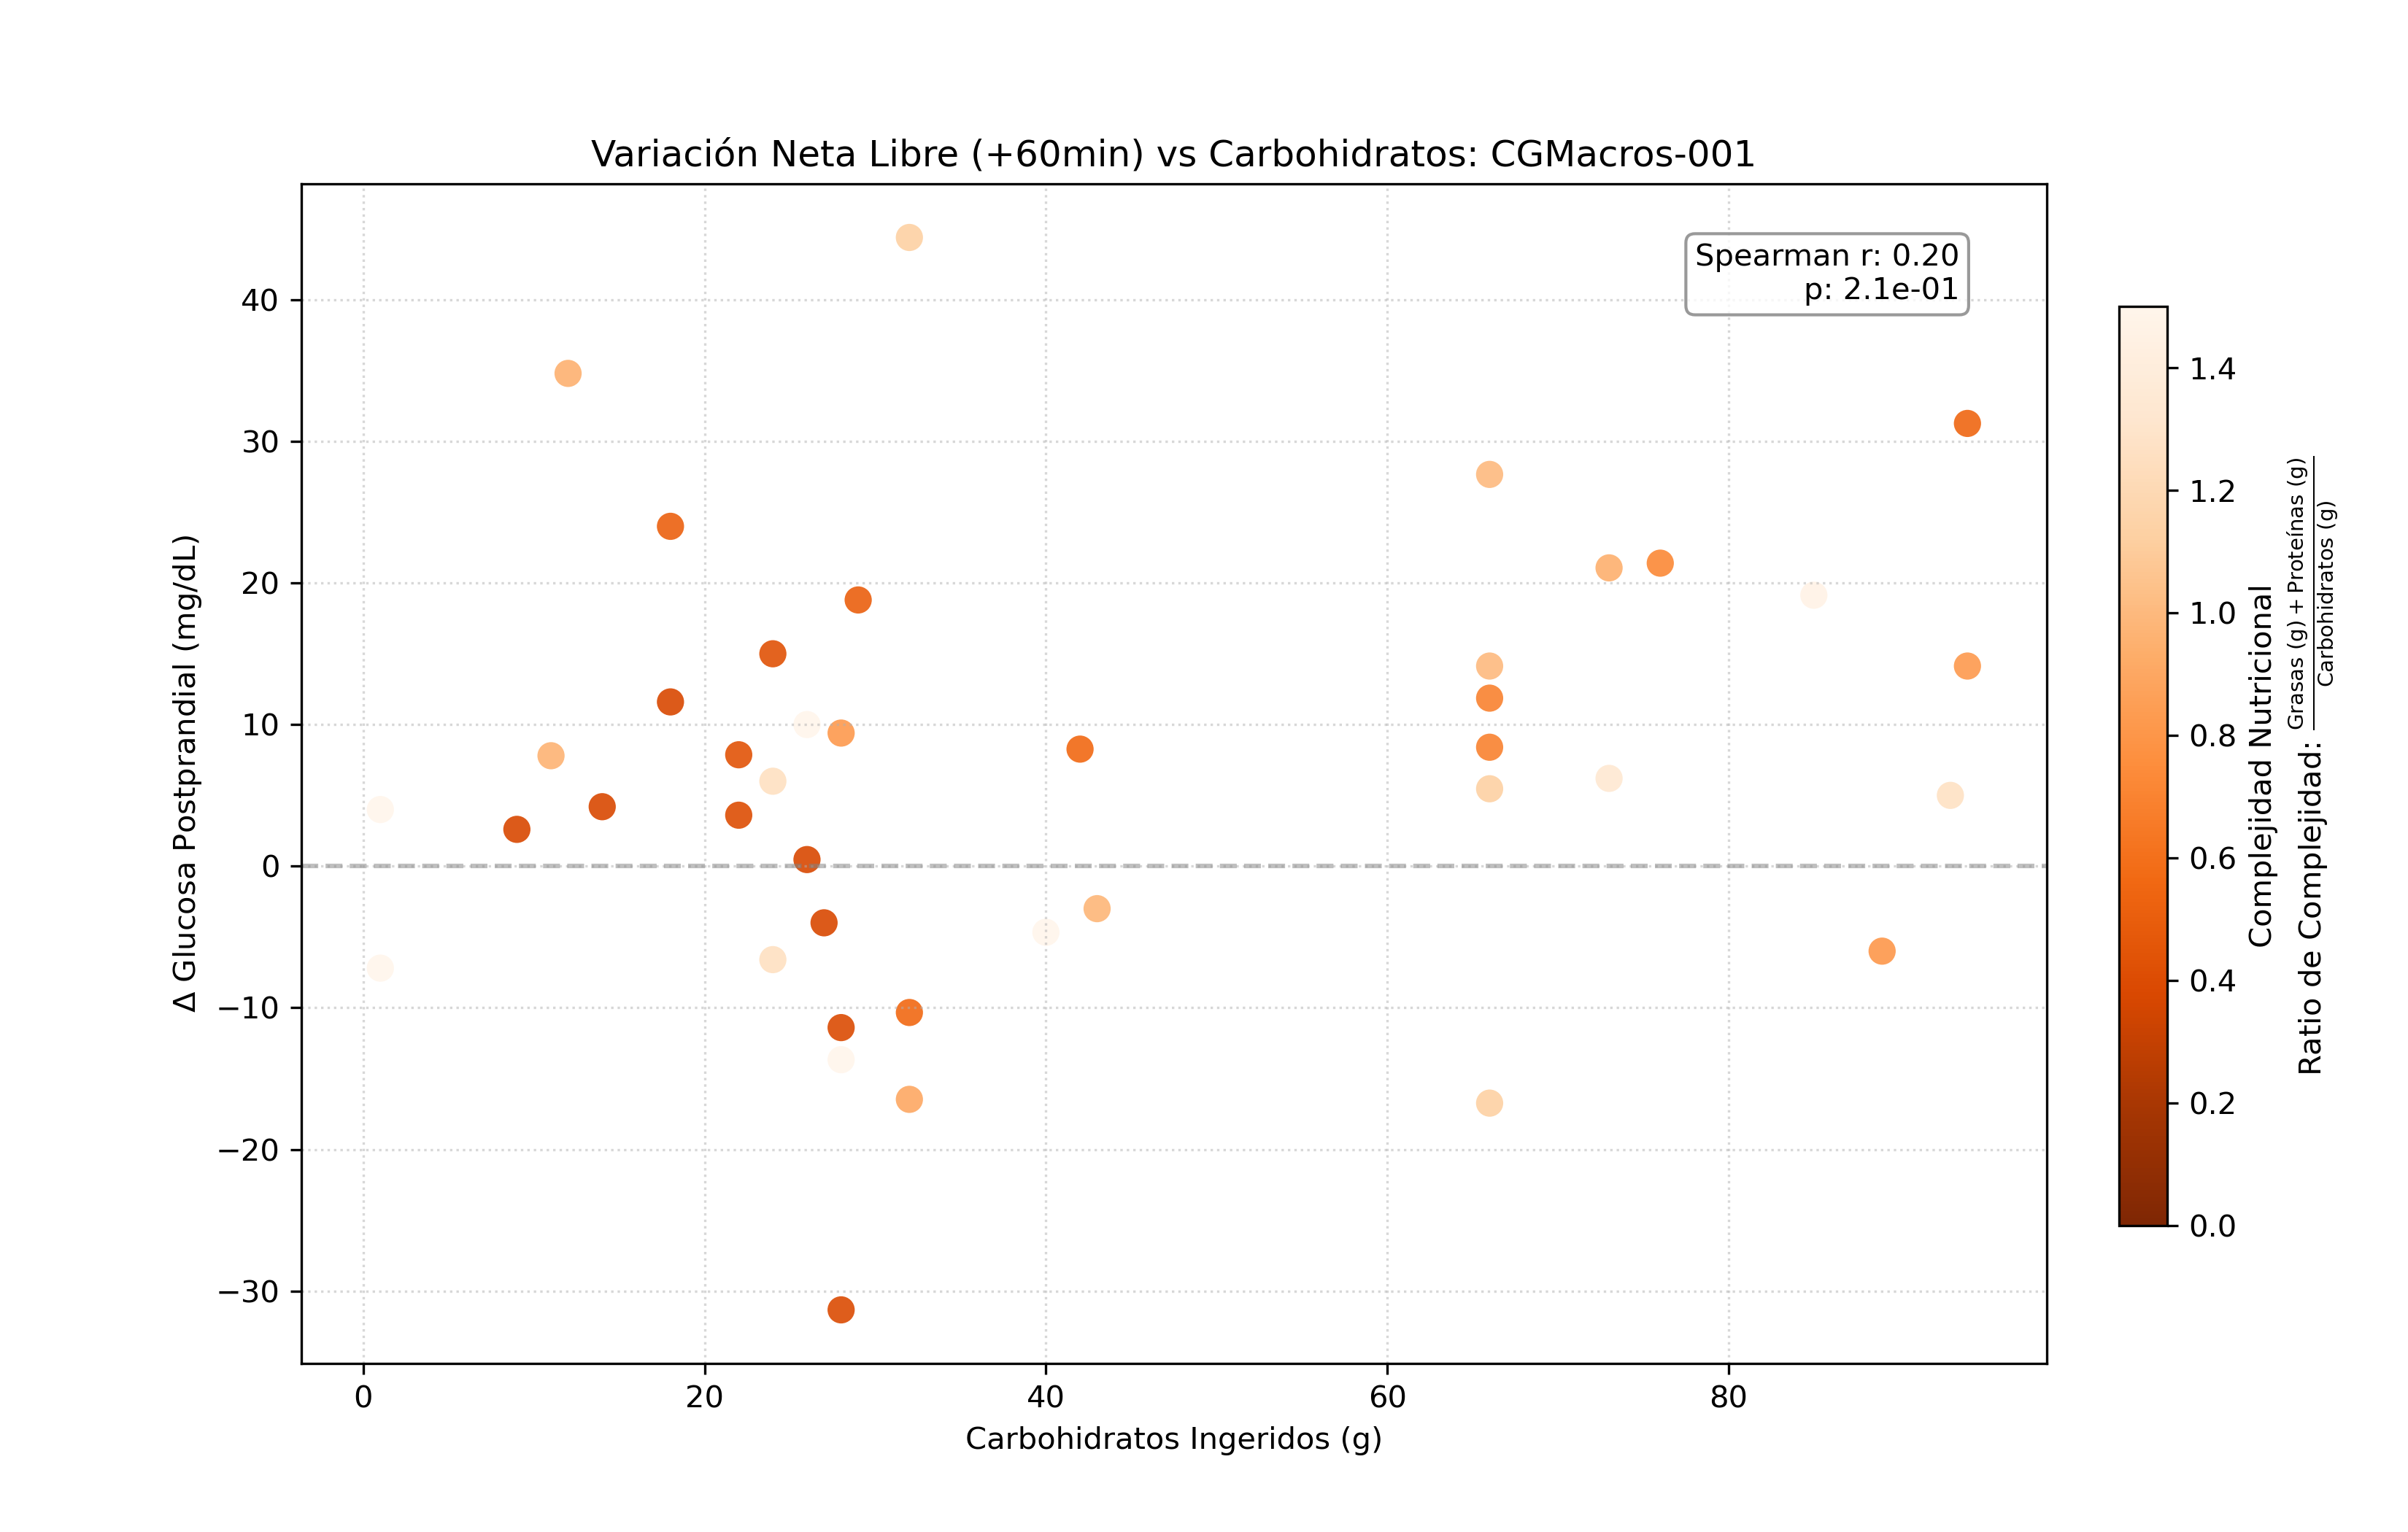 Variación Neta Libre (+60min) vs Carbohidratos: CGMacros-001
Spearman r: 0.20
p: 2.1e-01
Δ Glucosa Postprandial (mg/dL)
40
30
20
10
0
−10
−20
−30
0
20
40
60
80
Carbohidratos Ingeridos (g)
1.4
1.2
1.0
0.8
0.6
0.4
0.2
0.0
Complejidad Nutricional
Ratio de Complejidad: Grasas (g) + Proteínas (g)
Carbohidratos (g)